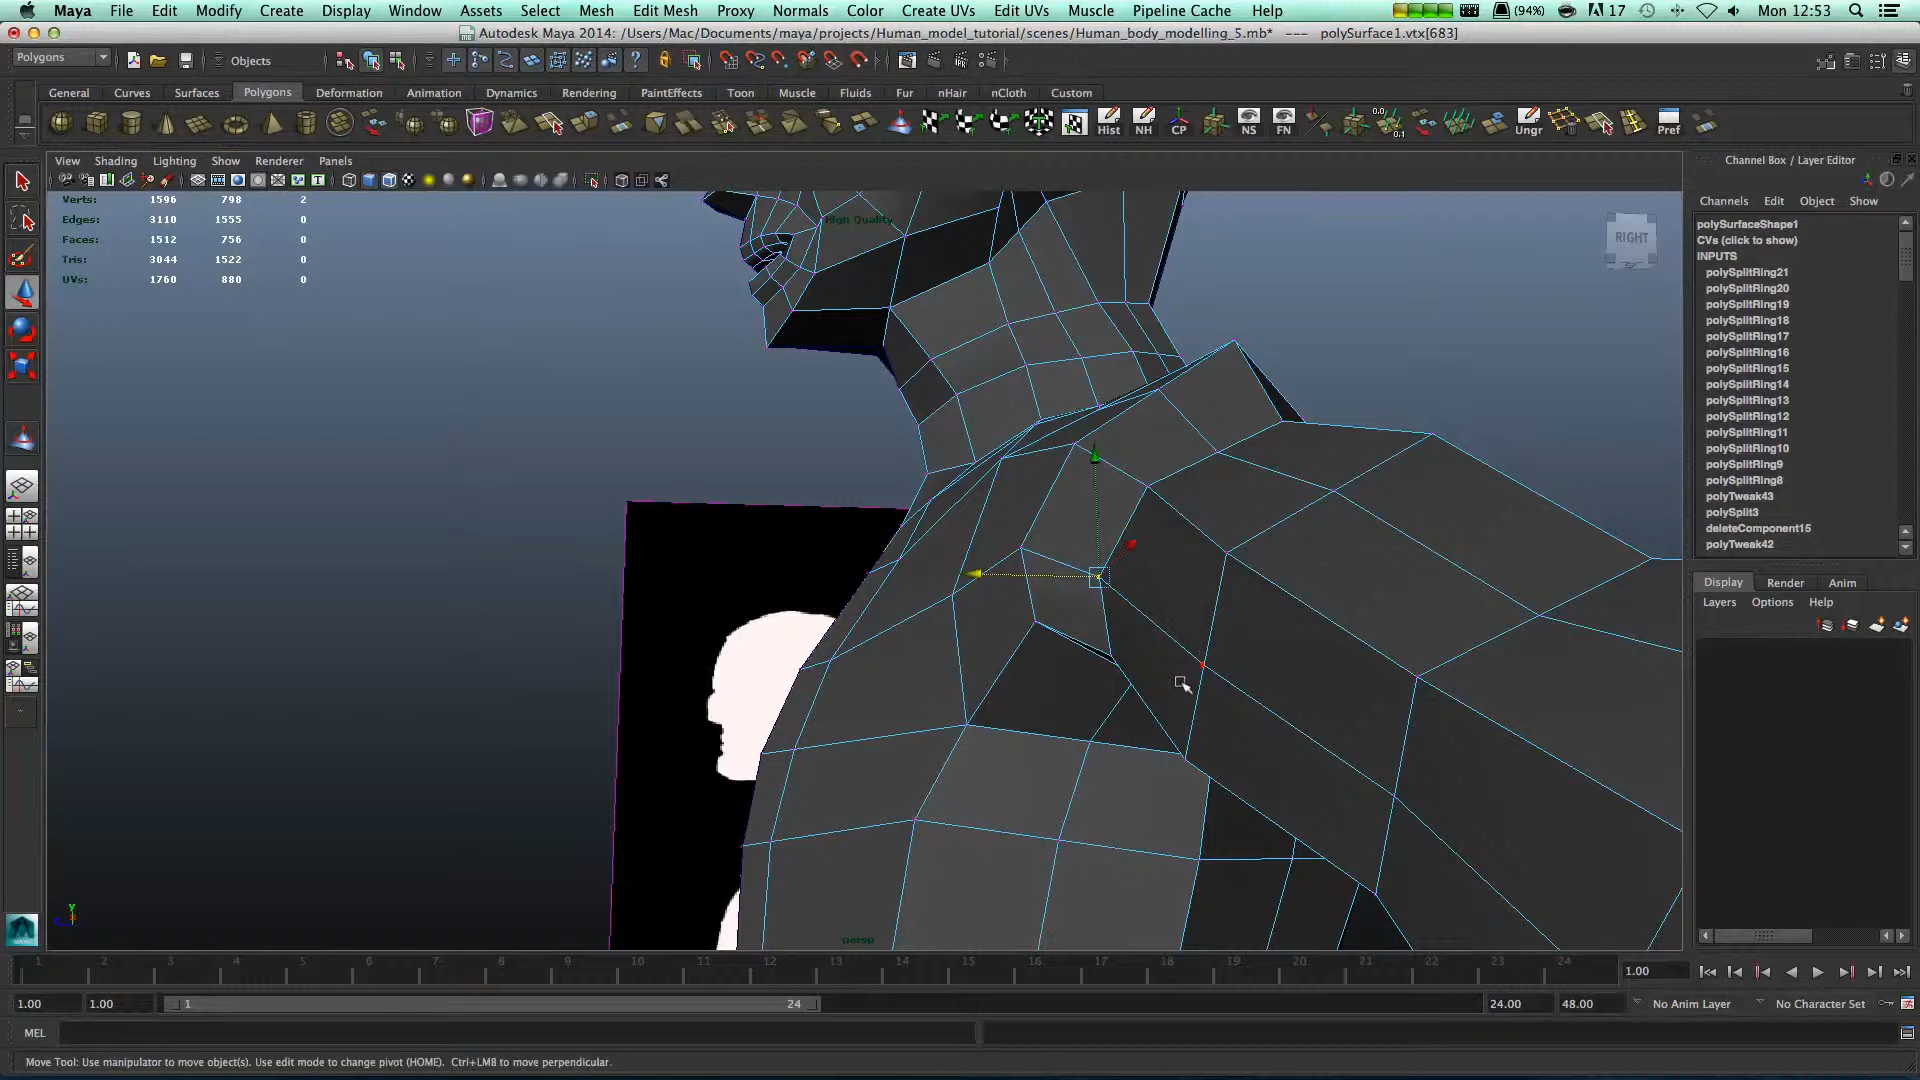 Maya File Edit Modify Create Display Window Assets Select Mesh Edit Mesh Proxy Normals Color Create UVs Edit UVs Muscle Pipeline Cache Help (94%) 17 Mon 12:53
Autodesk Maya 2014: /Users/Mac/Documents/maya/projects/Human_model_tutorial/scenes/Human_body_modelling_5.mb* --- polySurface1.vtx[683]
Polygons Objects
General Curves Surfaces Polygons Deformation Animation Dynamics Rendering PaintEffects Toon Muscle Fluids Fur nHair nCloth Custom
Hist NH CP NS FN 0.0 0.1 Ungr Pref
View Shading Lighting Show Renderer Panels
Channel Box / Layer Editor
Channels Edit Object Show
Verts: 1596 798 2
Edges: 3110 1555 0
Faces: 1512 756 0
Tris: 3044 1522 0
UVs: 1760 880 0
High Quality
RIGHT
persp
polySurfaceShape1
CVs (click to show)
INPUTS
polySplitRing21
polySplitRing20
polySplitRing19
polySplitRing18
polySplitRing17
polySplitRing16
polySplitRing15
polySplitRing14
polySplitRing13
polySplitRing12
polySplitRing11
polySplitRing10
polySplitRing9
polySplitRing8
polyTweak43
polySplit3
deleteComponent15
polyTweak42
Display Render Anim
Layers Options Help
1 2 3 4 5 6 7 8 9 10 11 12 13 14 15 16 17 18 19 20 21 22 23 24 1.00
1.00 1.00 1 24 24.00 48.00 No Anim Layer No Character Set
MEL
Move Tool: Use manipulator to move object(s). Use edit mode to change pivot (HOME). Ctrl+LMB to move perpendicular.